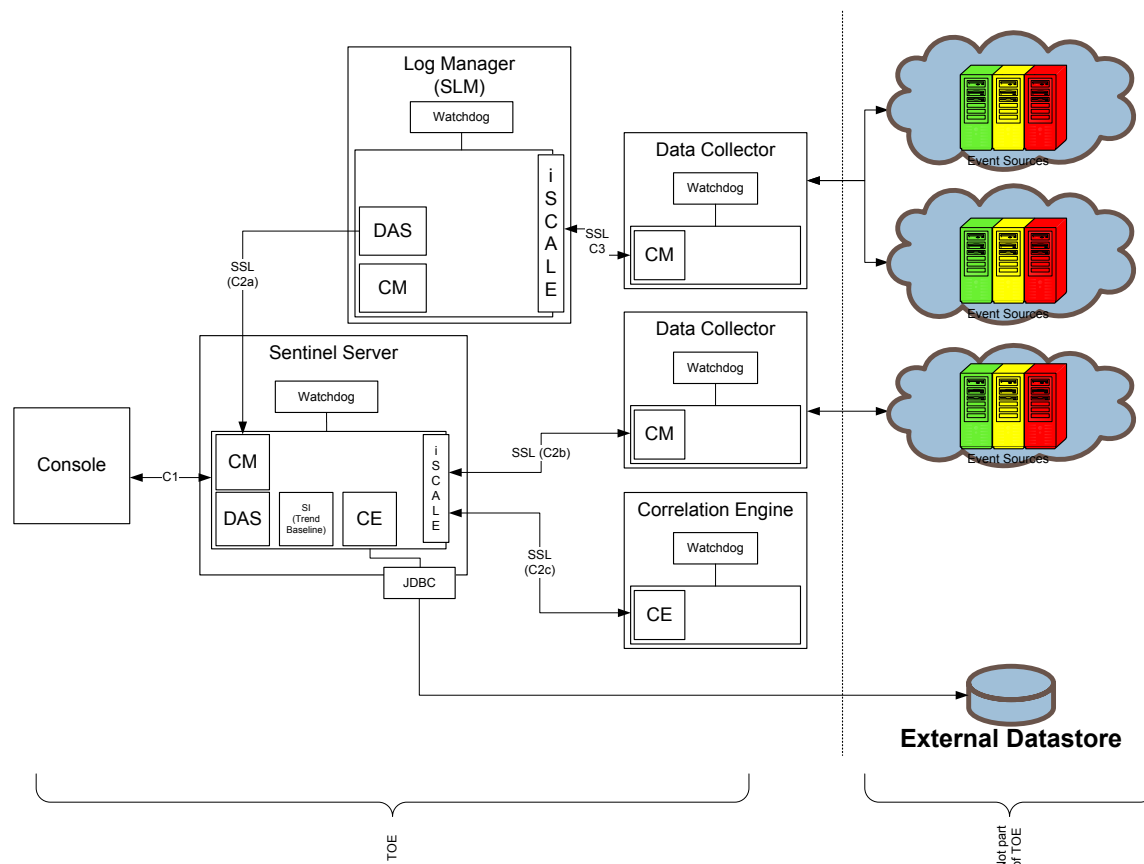 Log Manager
(SLM)
Watchdog
DAS
CM
i
S
C
A
L
E
SSL
(C2a)
SSL
C3
Data Collector
Watchdog
CM
Event Sources
Event Sources
Event Sources
Sentinel Server
Watchdog
CM
DAS
SI
(Trend
Baseline)
CE
i
S
C
A
L
E
JDBC
Console
C1
SSL (C2b)
SSL
(C2c)
Data Collector
Watchdog
CM
Correlation Engine
Watchdog
CE
External Datastore
TOE
Not part
of TOE